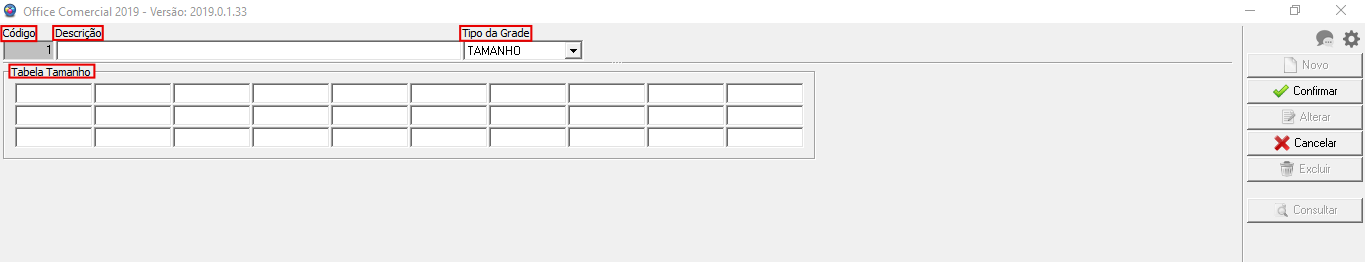 Office Comercial 2019 - Versão: 2019.0.1.33
Código Descrição Tipo da Grade
1 TAMANHO
Tabela Tamanho
Novo
Confirmar
Alterar
Cancelar
Excluir
Consultar